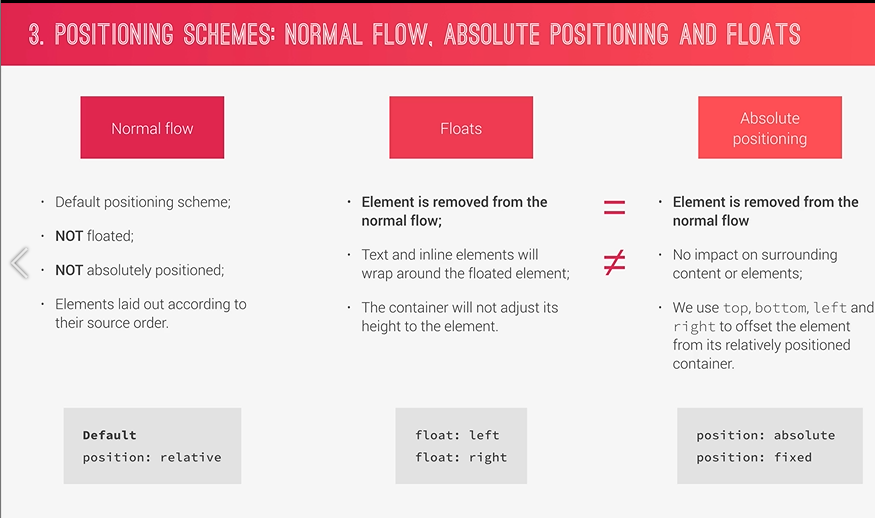 3. POSITIONING SCHEMES: NORMAL FLOW, ABSOLUTE POSITIONING AND FLOATS
Normal flow
• Default positioning scheme;
• NOT floated;
• NOT absolutely positioned;
• Elements laid out according to
their source order.
Default
position: relative
Floats
• Element is removed from the
normal flow;
• Text and inline elements will
wrap around the floated element;
• The container will not adjust its
height to the element.
float: left
float: right
=
≠
Absolute
positioning
• Element is removed from the
normal flow
• No impact on surrounding
content or elements;
• We use top, bottom, left and
right to offset the element
from its relatively positioned
container.
position: absolute
position: fixed